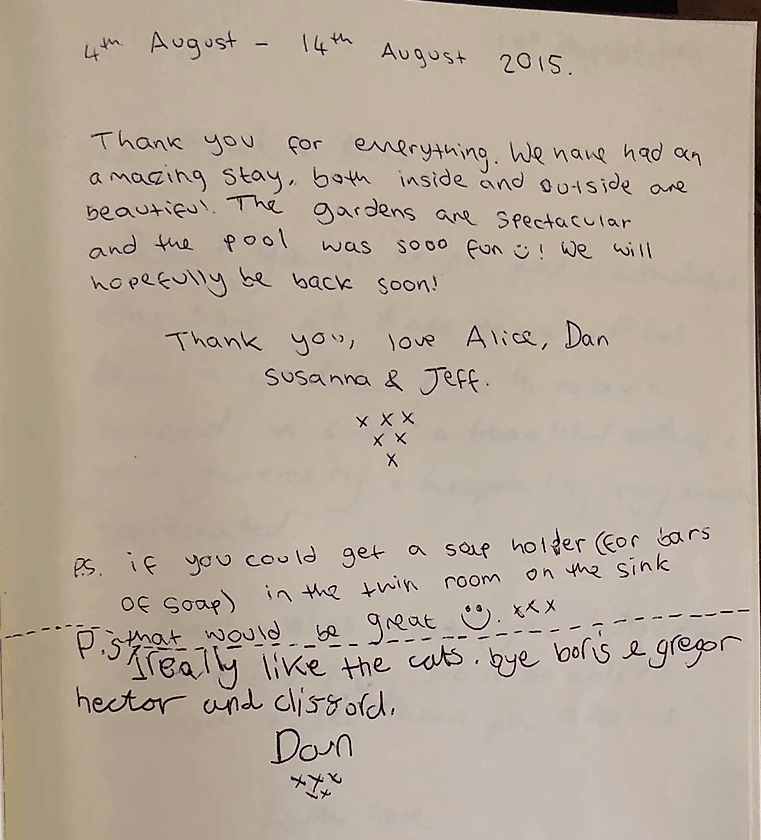 4th August - 14th August 2015.
Thank you for everything. We have had an
amazing stay, both inside and outside are
beautiful. The gardens are spectacular
and the pool was sooo fun ü! We will
hopefully be back soon!
Thank you, love Alice, Dan
Susanna & Jeff.
x x x
x x
x
P.S. if you could get a soap holder (for bars
of soap) in the twin room on the sink
that would be great ☺. xxx
P.S I really like the cats. bye boris & gregor
hector and clifford.
Dan
xxx
xx